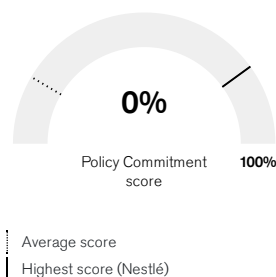 0%
Policy Commitment 100%
score
Average score
Highest score (Nestlé)